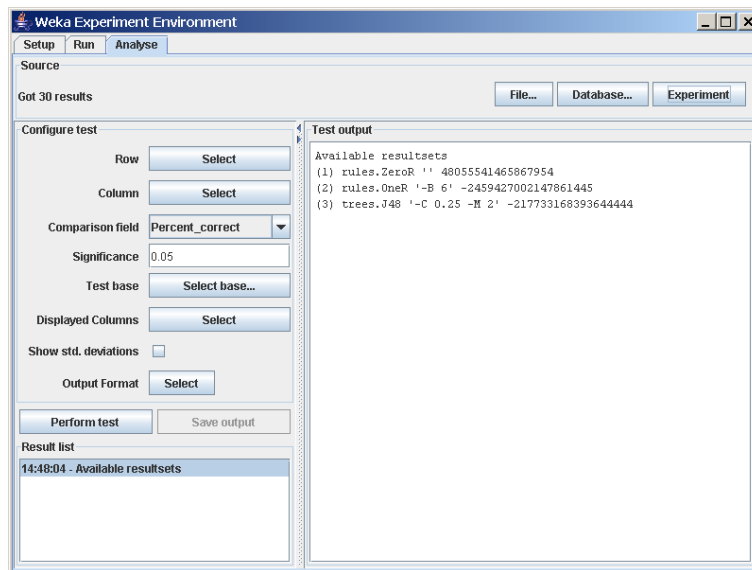 Weka Experiment Environment
Setup Run Analyse
Source
Got 30 results
File... Database... Experiment
Configure test
Row Select
Column Select
Comparison field Percent_correct
Significance 0.05
Test base Select base...
Displayed Columns Select
Show std. deviations
Output Format Select
Perform test Save output
Result list
14:48:04 - Available resultsets
Test output
Available resultsets
(1) rules.ZeroR '' 48055541465867954
(2) rules.OneR '-B 6' -2459427002147861445
(3) trees.J48 '-C 0.25 -M 2' -217733168393644444